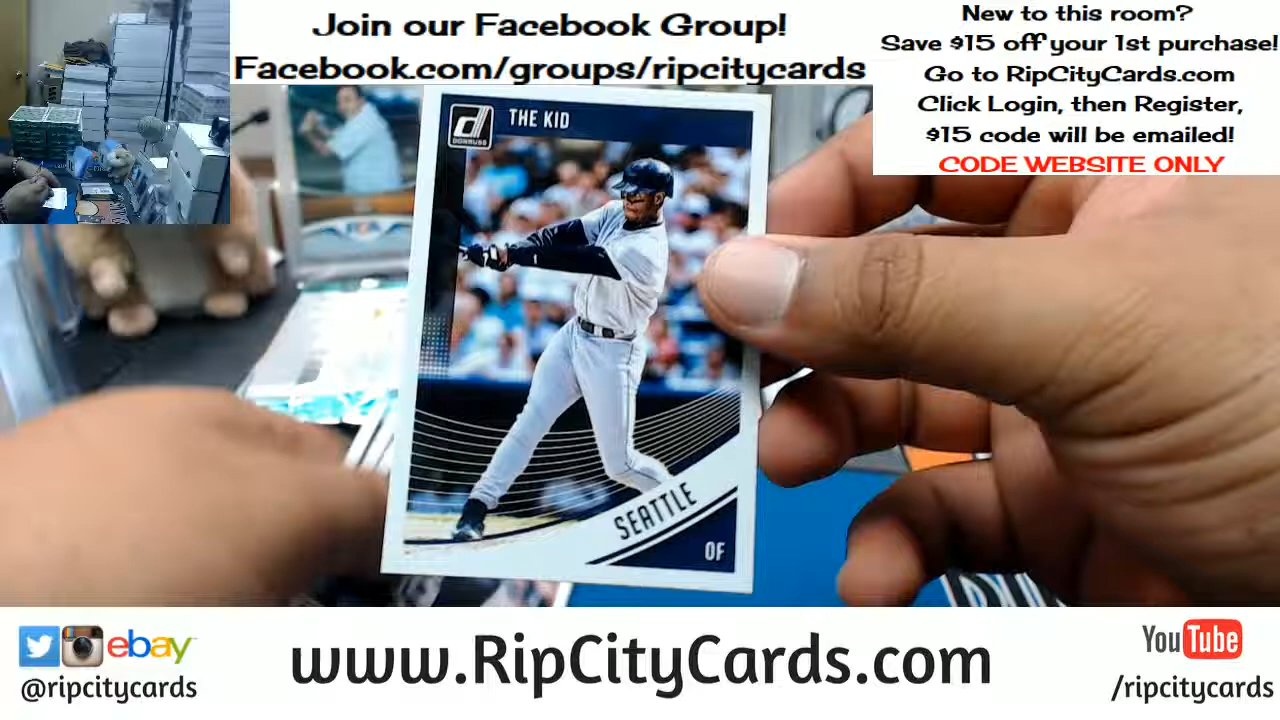 Join our Facebook Group!
Facebook.com/groups/ripcitycards
New to this room?
Save $15 off your 1st purchase!
Go to RipCityCards.com
Click Login, then Register,
$15 code will be emailed!
CODE WEBSITE ONLY
d
DONRUSS
THE KID
SEATTLE
OF
ebay™
@ripcitycards
www.RipCityCards.com
YouTube
/ripcitycards